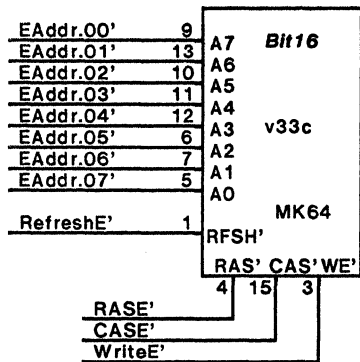 EAddr.00' 9 A7 Bit16
EAddr.01' 13 A6
EAddr.02' 10 A5
EAddr.03' 11 A4
EAddr.04' 12 A3 v33c
EAddr.05' 6 A2
EAddr.06' 7 A1
EAddr.07' 5 A0 MK64
RefreshE' 1 RFSH'
RAS' CAS' WE'
4 15 3
RASE'
CASE'
WriteE'